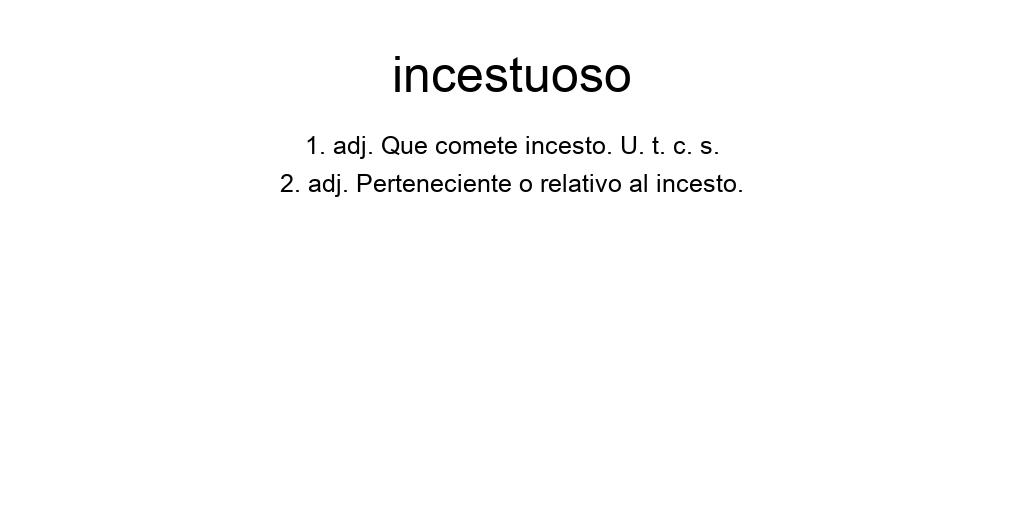 incestuoso
1. adj. Que comete incesto. U. t. c. s.
2. adj. Perteneciente o relativo al incesto.